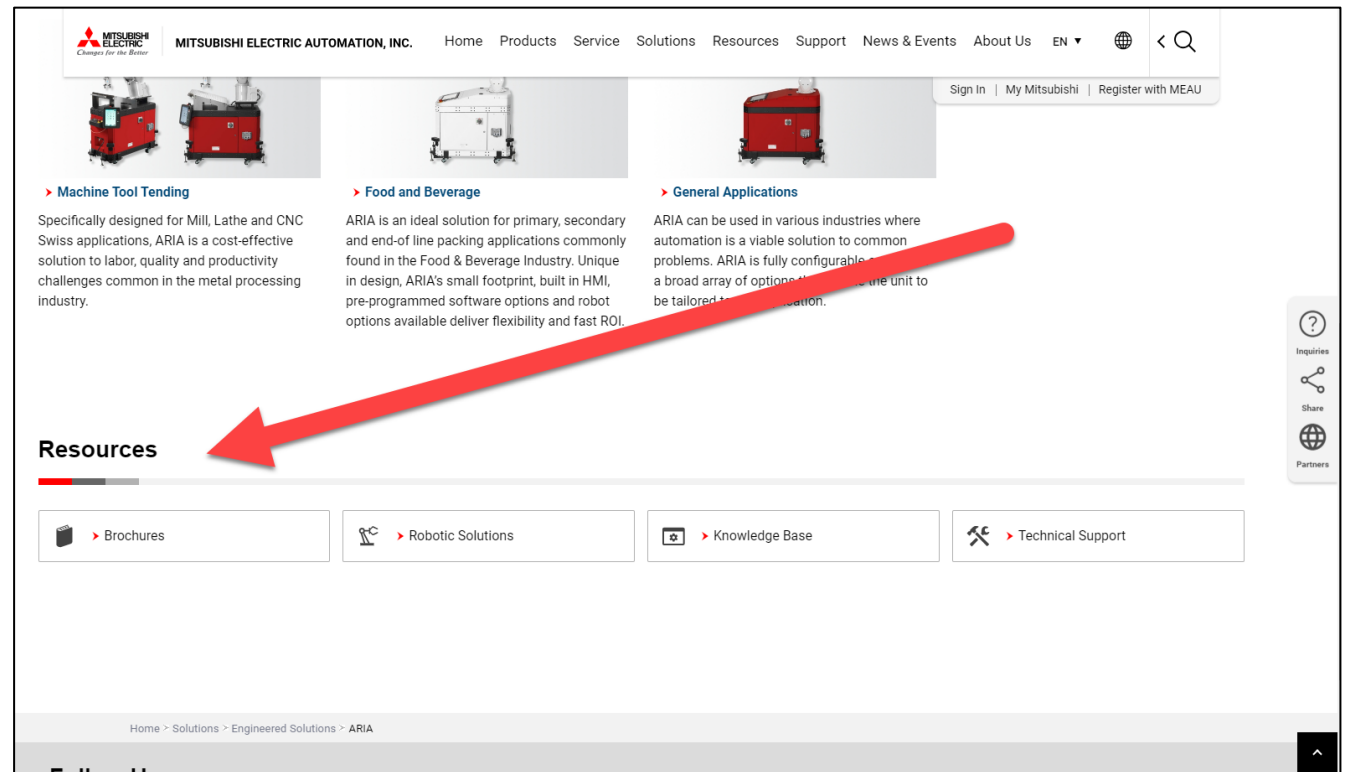 MITSUBISHI
ELECTRIC
Changes for the Better
MITSUBISHI ELECTRIC AUTOMATION, INC.
Home Products Service Solutions Resources Support News & Events About Us EN
Sign In | My Mitsubishi | Register with MEAU
Machine Tool Tending
Specifically designed for Mill, Lathe and CNC
Swiss applications, ARIA is a cost-effective
solution to labor, quality and productivity
challenges common in the metal processing
industry.
Food and Beverage
ARIA is an ideal solution for primary, secondary
and end-of line packing applications commonly
found in the Food & Beverage Industry. Unique
in design, ARIA's small footprint, built in HMI,
pre-programmed software options and robot
options available deliver flexibility and fast ROI.
General Applications
ARIA can be used in various industries where
automation is a viable solution to common
problems. ARIA is fully configurable
a broad array of options the unit to
be tailored
Inquiries
Share
Partners
Resources
Brochures
Robotic Solutions
Knowledge Base
Technical Support
Home > Solutions > Engineered Solutions > ARIA